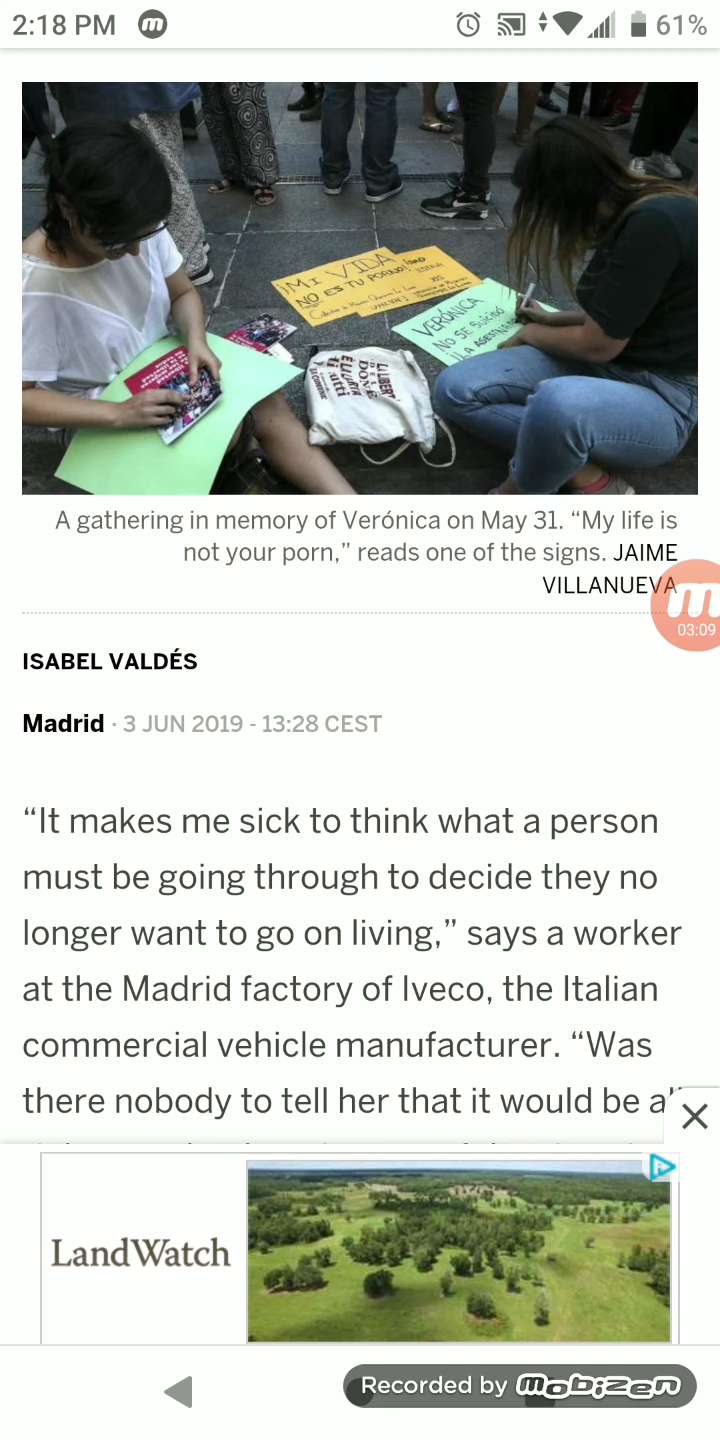 2:18 PM
61%
¡MI VIDA
NO ES TU PORNO!
VERÓNICA
NO SE SUICIDÓ
A gathering in memory of Verónica on May 31. “My life is
not your porn,” reads one of the signs. JAIME
VILLANUEVA
03:09
ISABEL VALDÉS
Madrid · 3 JUN 2019 - 13:28 CEST
“It makes me sick to think what a person
must be going through to decide they no
longer want to go on living,” says a worker
at the Madrid factory of Iveco, the Italian
commercial vehicle manufacturer. “Was
there nobody to tell her that it would be
LandWatch
Recorded by mobizen